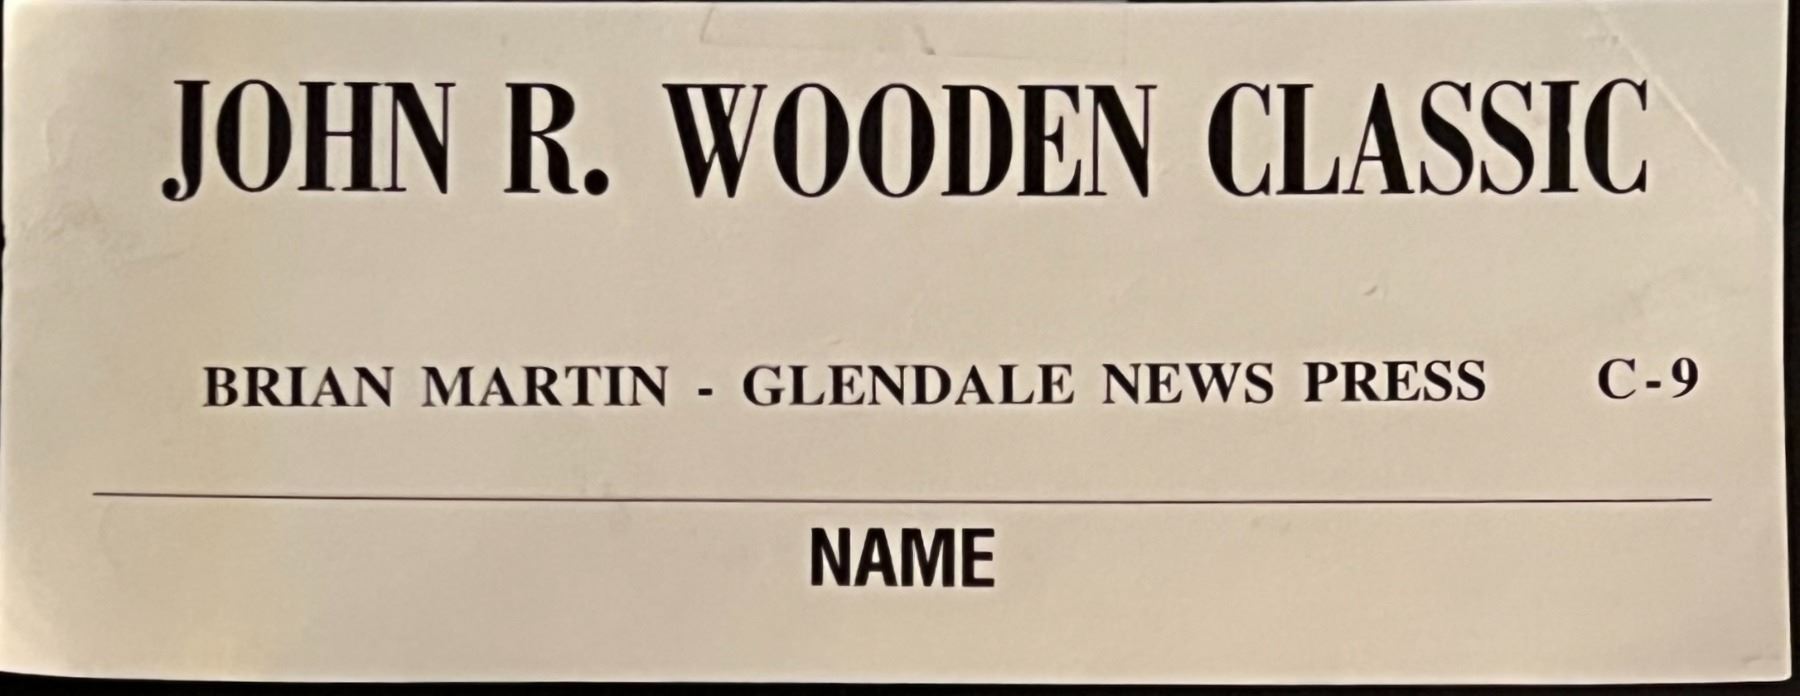 JOHN R. WOODEN CLASSIC
BRIAN MARTIN - GLENDALE NEWS PRESS C-9
NAME